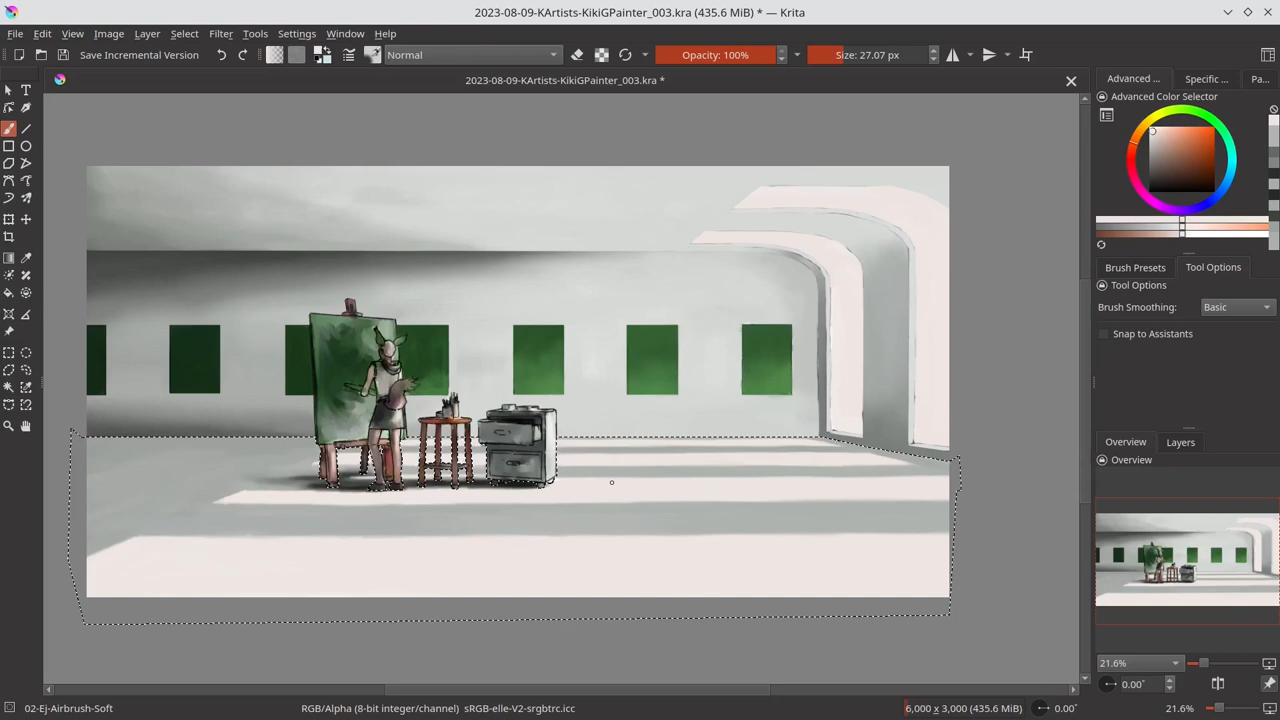 2023-08-09-KArtists-KikiGPainter_003.kra (435.6 MiB) * — Krita
File Edit View Image Layer Select Filter Tools Settings Window Help
Save Incremental Version Normal Opacity: 100% Size: 27.07 px
2023-08-09-KArtists-KikiGPainter_003.kra *
Advanced ... Specific ... Pa...
Advanced Color Selector
Brush Presets Tool Options
Tool Options
Brush Smoothing: Basic
Snap to Assistants
Overview Layers
Overview
21.6%
0.00°
02-Ej-Airbrush-Soft RGB/Alpha (8-bit integer/channel) sRGB-elle-V2-srgbtrc.icc 6,000 x 3,000 (435.6 MiB) 0.00° 21.6%